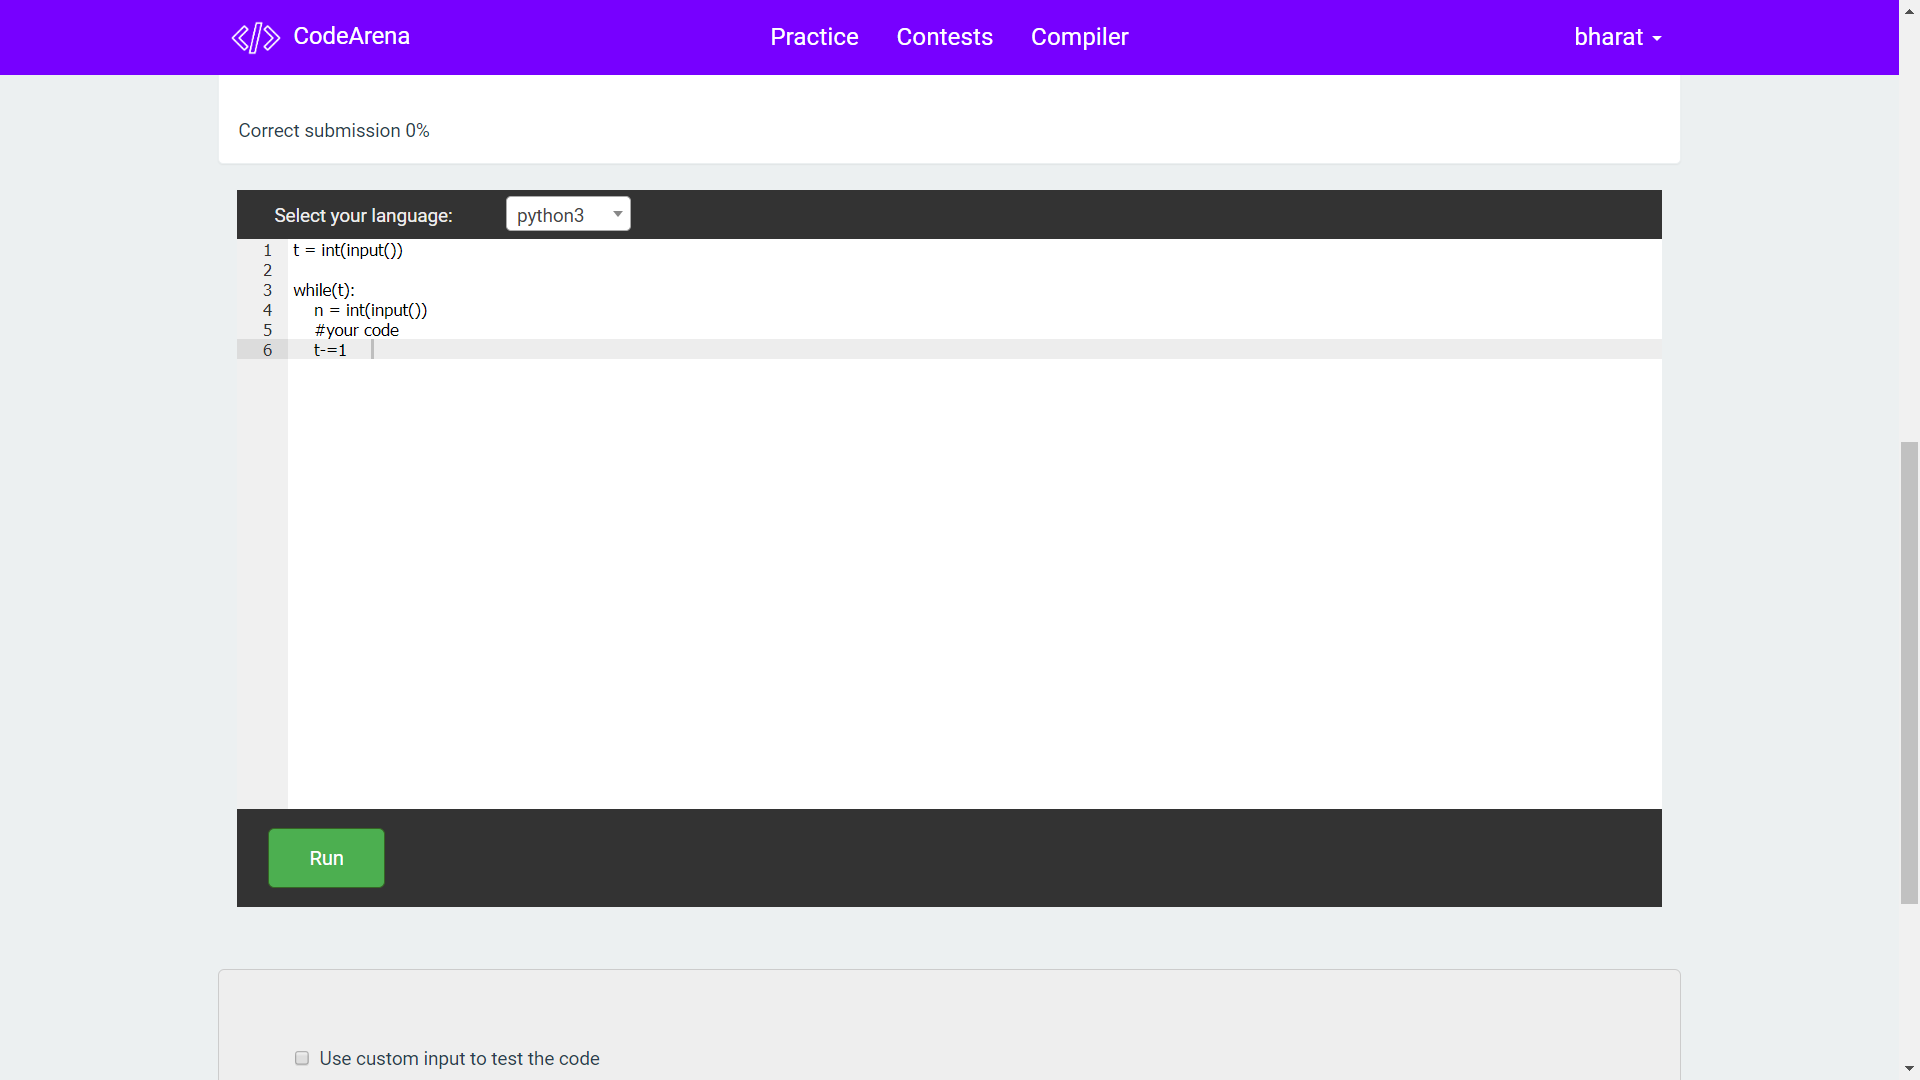 </> CodeArena Practice Contests Compiler bharat
Correct submission 0%
Select your language: python3
1 t = int(input())
2
3 while(t):
4 n = int(input())
5 #your code
6 t-=1
Run
Use custom input to test the code